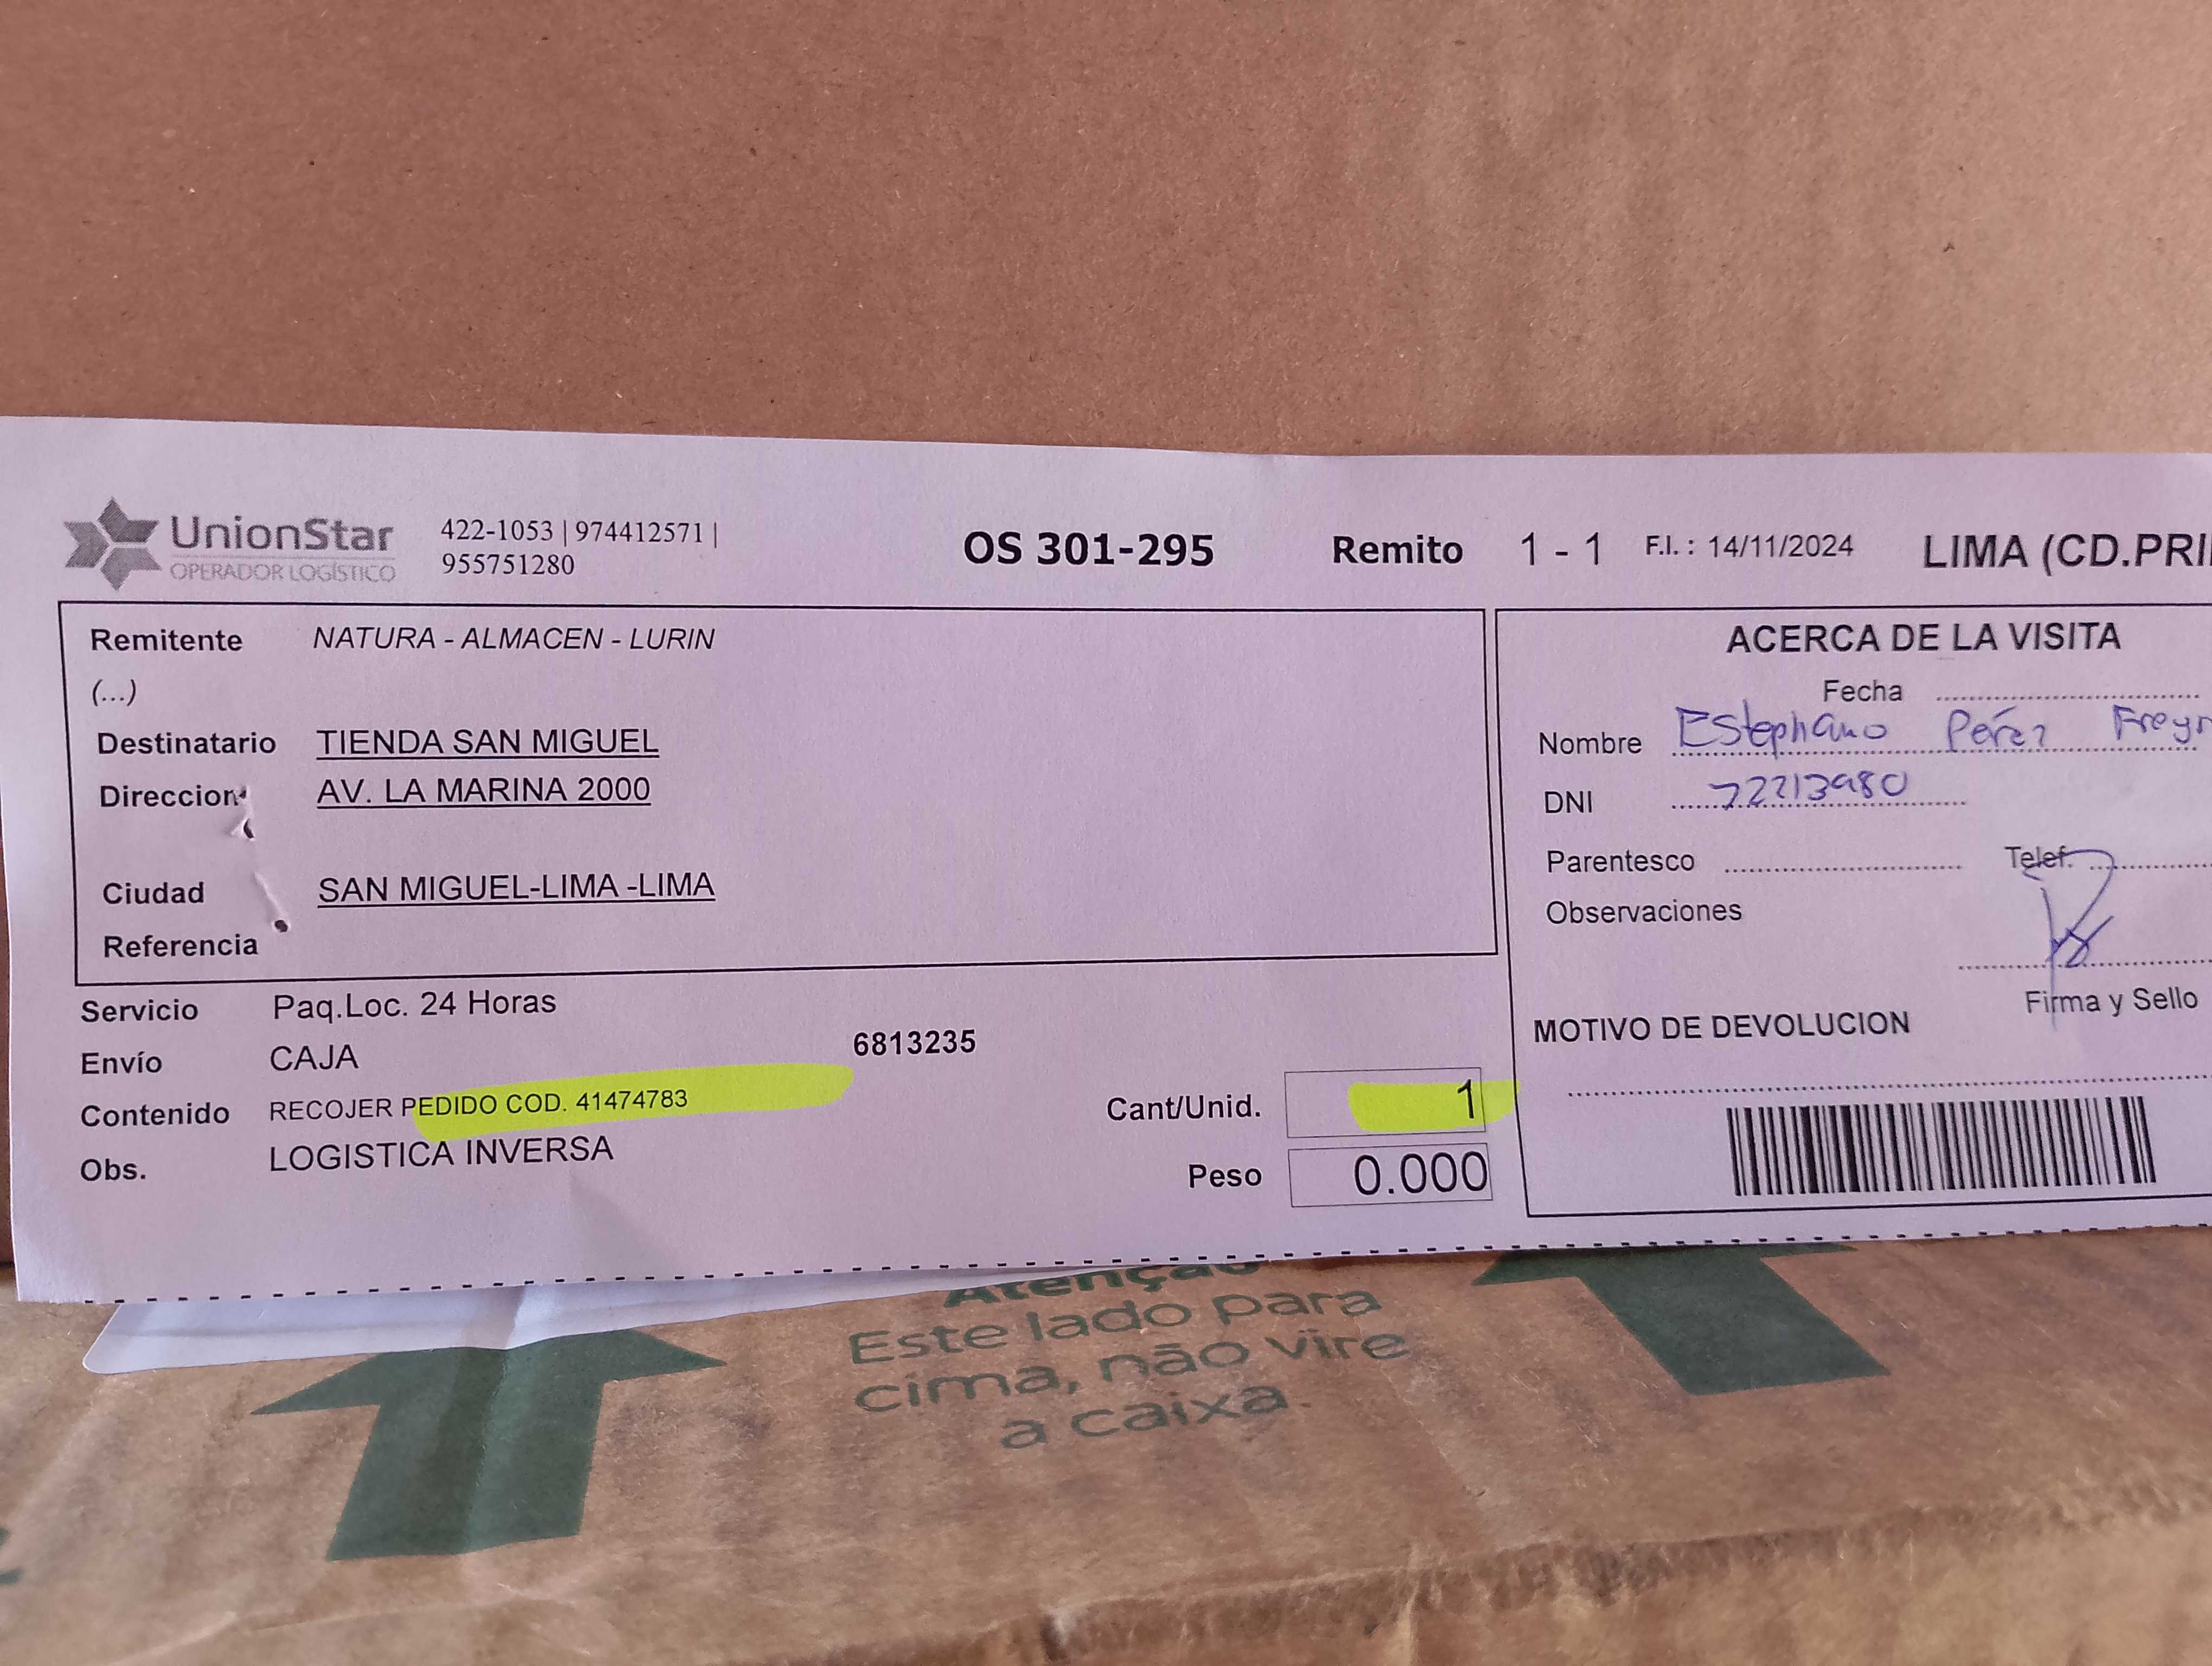 UnionStar
OPERADOR LOGÍSTICO
422-1053 | 974412571 |
955751280
OS 301-295 Remito 1 - 1 F.I. : 14/11/2024 LIMA (CD.PRI
Remitente NATURA - ALMACEN - LURIN
(...)
Destinatario TIENDA SAN MIGUEL
Direccion AV. LA MARINA 2000
Ciudad SAN MIGUEL-LIMA -LIMA
Referencia
Servicio Paq.Loc. 24 Horas
Envío CAJA 6813235
Contenido RECOJER PEDIDO COD. 41474783
Obs. LOGISTICA INVERSA
Cant/Unid. 1
Peso 0.000
ACERCA DE LA VISITA
Fecha
Nombre Estephano Peréz Freyr
DNI 72213980
Parentesco Telef.
Observaciones
Firma y Sello
MOTIVO DE DEVOLUCION
Atenção
Este lado para
cima, não vire
a caixa.